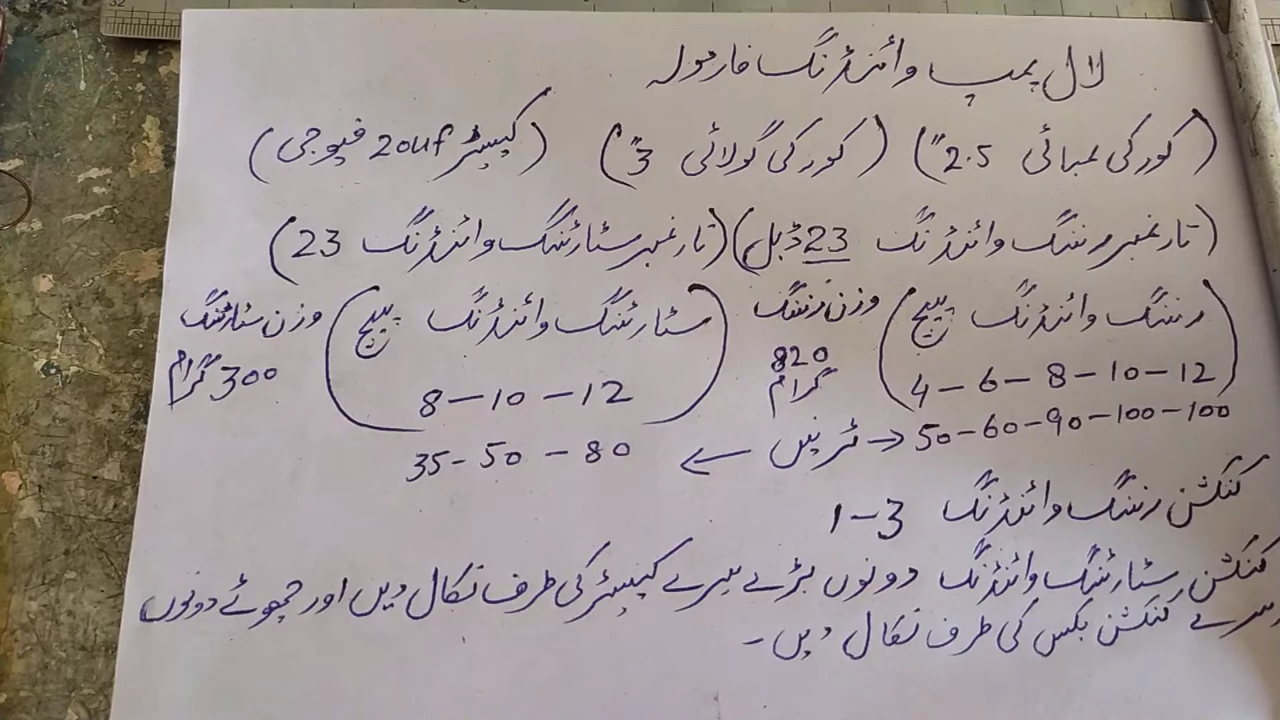 لال پمپ وائنڈنگ فارمولہ
(کور کی لمبائی 2.5") (کور کی گولائی 3") (کپیسٹر 20uf فیوجی)
(تار نمبر رننگ وائنڈنگ 23 ڈبل) (تار نمبر سٹارٹنگ وائنڈنگ 23)
(رننگ وائنڈنگ پیچ) وزن رننگ (سٹارٹنگ وائنڈنگ پیچ) وزن سٹارٹنگ
4-6-8-10-12 820 گرام 8-10-12 300 گرام
50-60-90-100-100 → ٹرنیں ← 35-50-80
کنکشن رننگ وائنڈنگ 1-3
کنکشن سٹارٹنگ وائنڈنگ دونوں بڑے سرے کپیسٹر کی طرف نکال دیں اور چھوٹے دونوں
سرے کنکشن بکس کی طرف نکال دیں۔
32